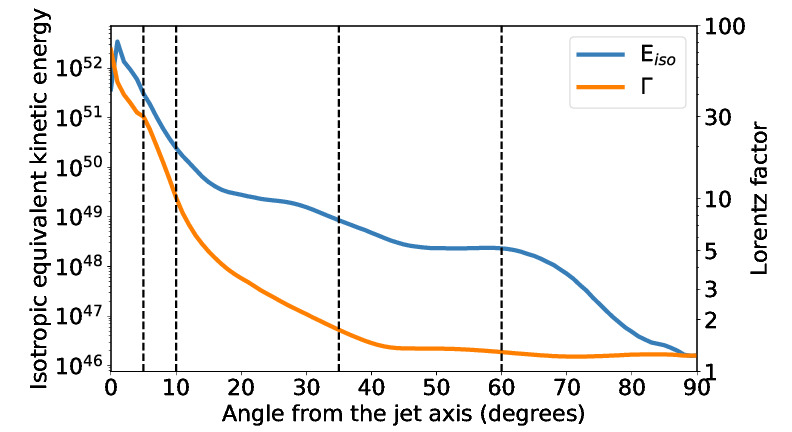 Isotropic equivalent kinetic energy
10^52
10^51
10^50
10^49
10^48
10^47
10^46
0 10 20 30 40 50 60 70 80 90
Angle from the jet axis (degrees)
100
30
10
5
3
2
1
Lorentz factor
E_iso
Γ